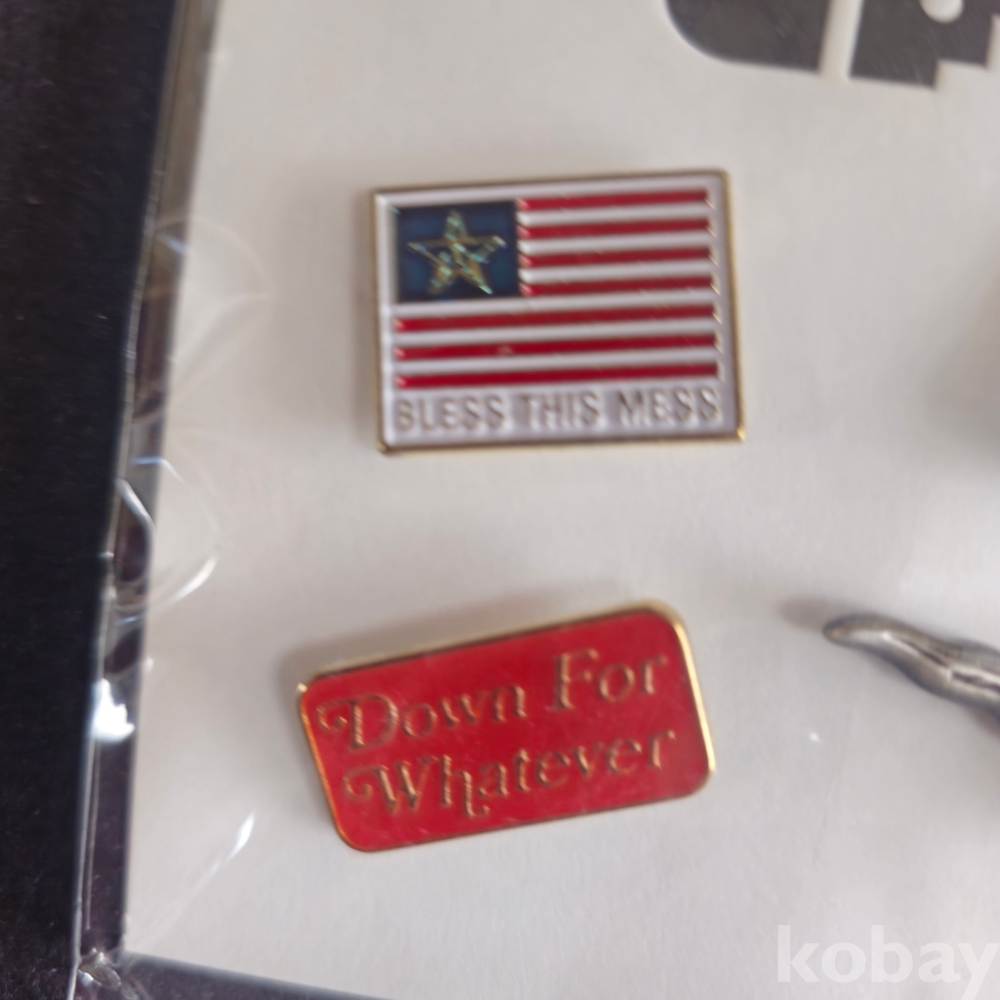 BLESS THIS MESS
Down For
Whatever
kobay